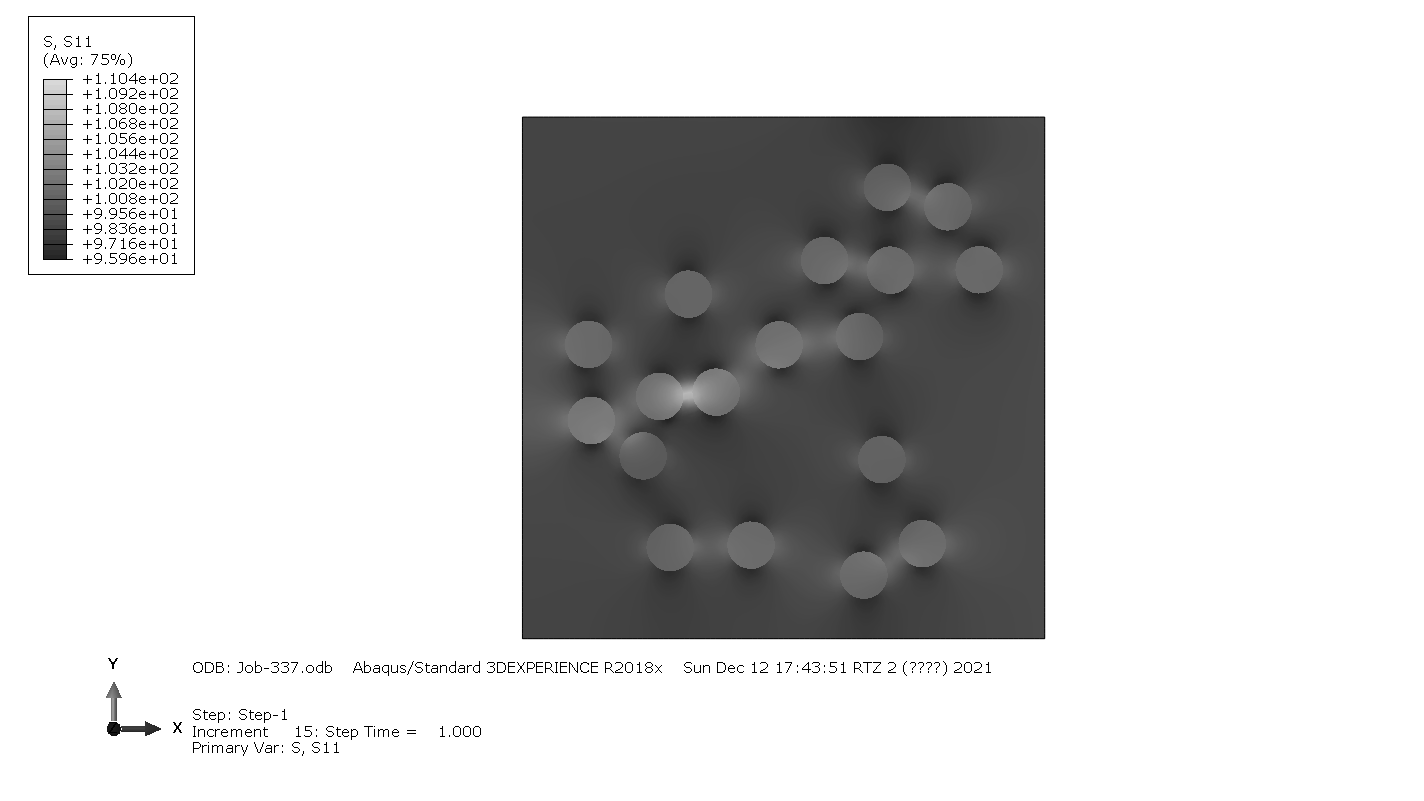 S, S11
(Avg: 75%)
+1.104e+02
+1.092e+02
+1.080e+02
+1.068e+02
+1.056e+02
+1.044e+02
+1.032e+02
+1.020e+02
+1.008e+02
+9.956e+01
+9.836e+01
+9.716e+01
+9.596e+01
Y
X
ODB: Job-337.odb    Abaqus/Standard 3DEXPERIENCE R2018x    Sun Dec 12 17:43:51 RTZ 2 (????) 2021
Step: Step-1
Increment     15: Step Time =    1.000
Primary Var: S, S11